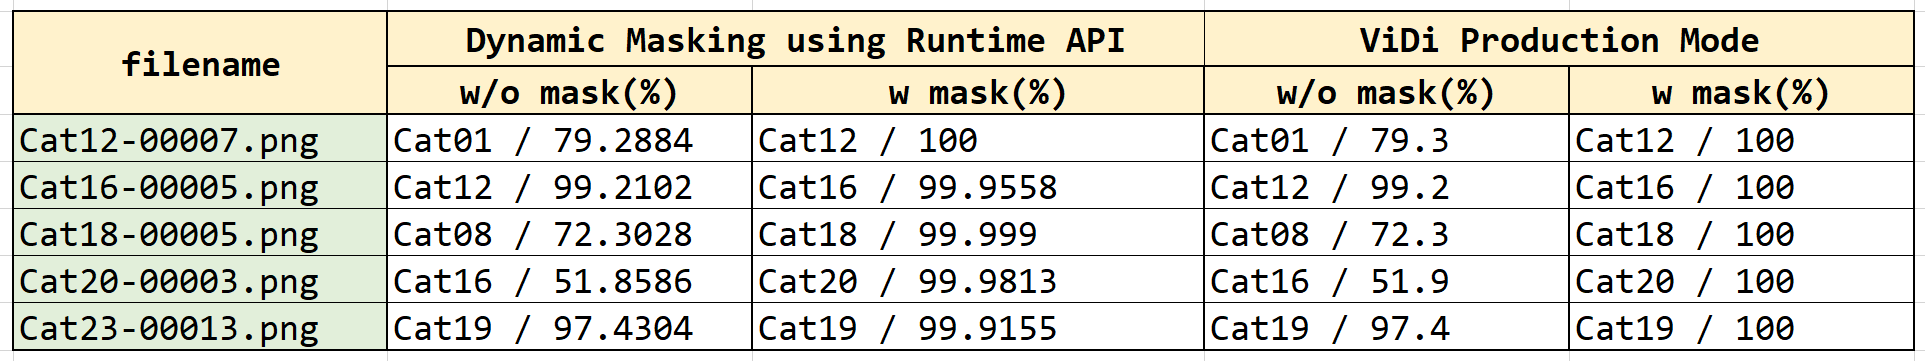 filename Dynamic Masking using Runtime API ViDi Production Mode
w/o mask(%) w mask(%) w/o mask(%) w mask(%)
Cat12-00007.png Cat01 / 79.2884 Cat12 / 100 Cat01 / 79.3 Cat12 / 100
Cat16-00005.png Cat12 / 99.2102 Cat16 / 99.9558 Cat12 / 99.2 Cat16 / 100
Cat18-00005.png Cat08 / 72.3028 Cat18 / 99.999 Cat08 / 72.3 Cat18 / 100
Cat20-00003.png Cat16 / 51.8586 Cat20 / 99.9813 Cat16 / 51.9 Cat20 / 100
Cat23-00013.png Cat19 / 97.4304 Cat19 / 99.9155 Cat19 / 97.4 Cat19 / 100